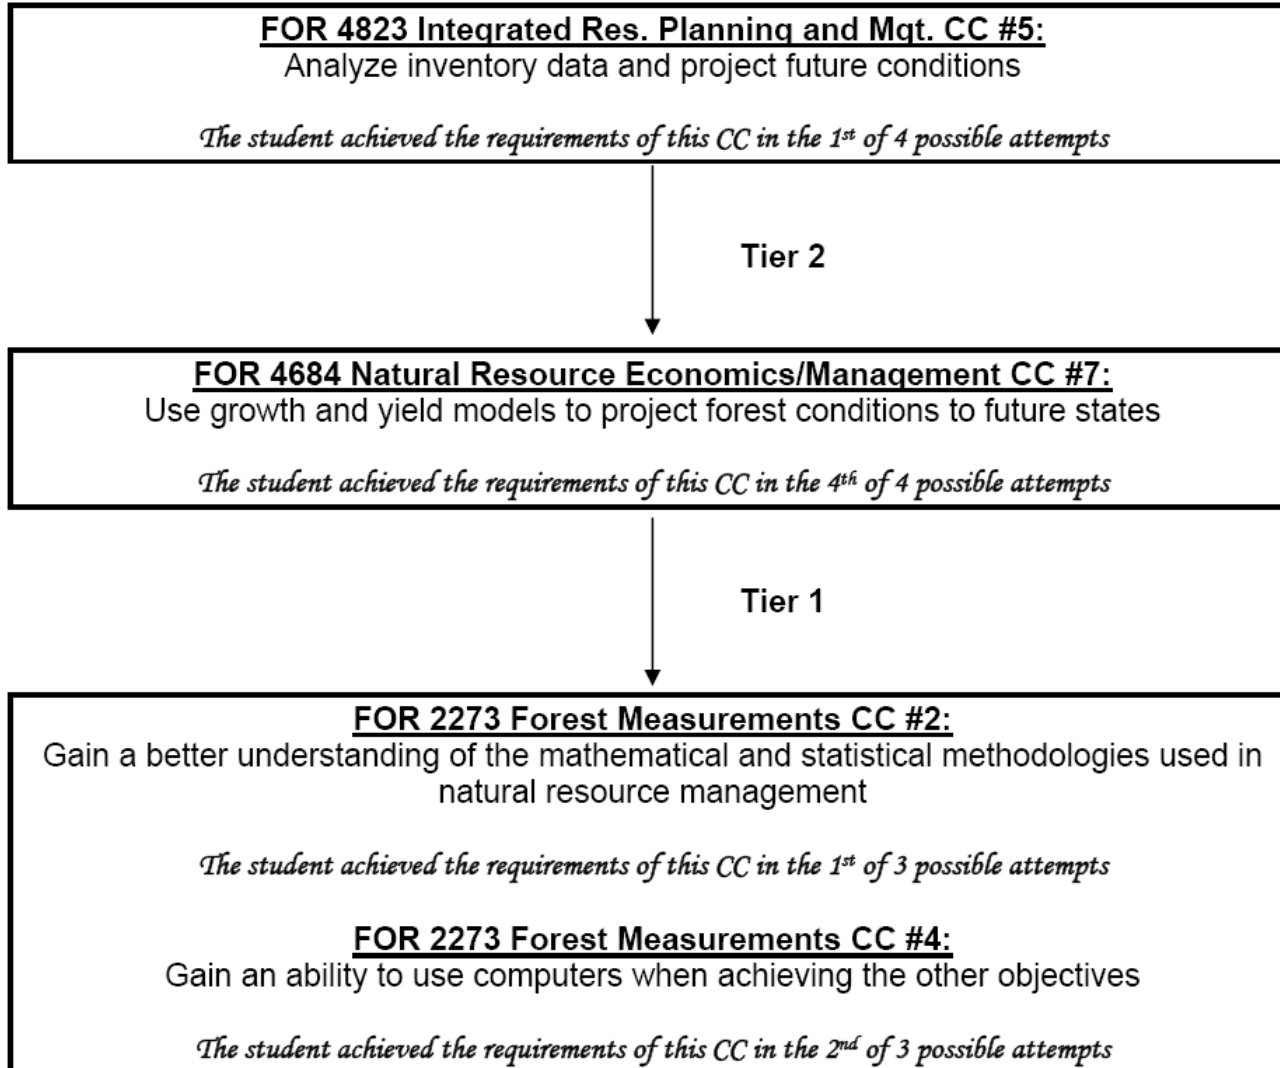 FOR 4823 Integrated Res. Planning and Mgt. CC #5:
Analyze inventory data and project future conditions
The student achieved the requirements of this CC in the 1st of 4 possible attempts
Tier 2
FOR 4684 Natural Resource Economics/Management CC #7:
Use growth and yield models to project forest conditions to future states
The student achieved the requirements of this CC in the 4th of 4 possible attempts
Tier 1
FOR 2273 Forest Measurements CC #2:
Gain a better understanding of the mathematical and statistical methodologies used in
natural resource management
The student achieved the requirements of this CC in the 1st of 3 possible attempts
FOR 2273 Forest Measurements CC #4:
Gain an ability to use computers when achieving the other objectives
The student achieved the requirements of this CC in the 2nd of 3 possible attempts